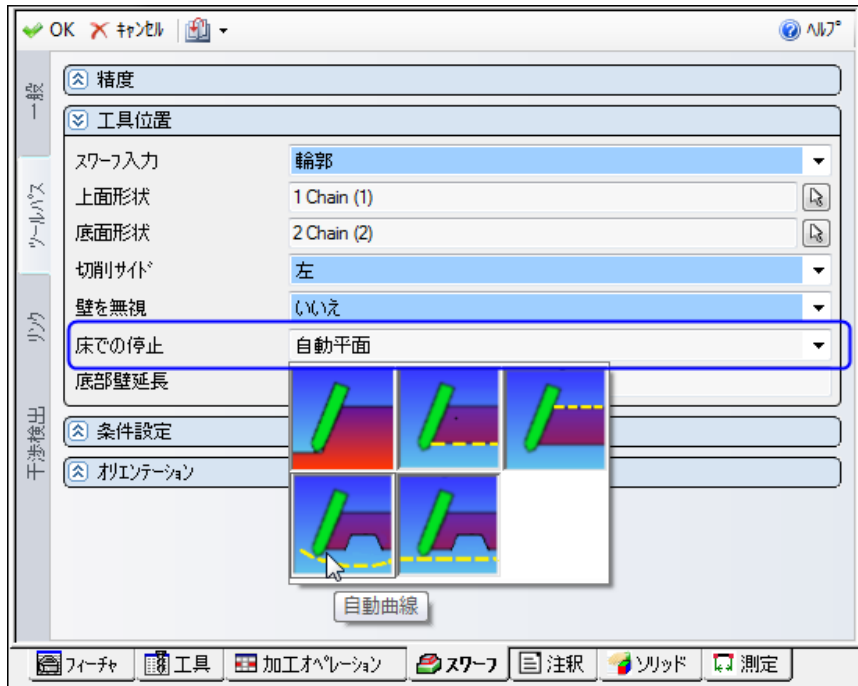 OK キャンセル ヘルプ
一般
ツールパス
リンク
干渉検出
精度
工具位置
スワーフ入力 輪郭
上面形状 1 Chain (1)
底面形状 2 Chain (2)
切削サイド 左
壁を無視 いいえ
床での停止 自動平面
底部壁延長
条件設定
オリエンテーション
自動曲線
フィーチャ 工具 加工オペレーション スワーフ 注釈 ソリッド 測定